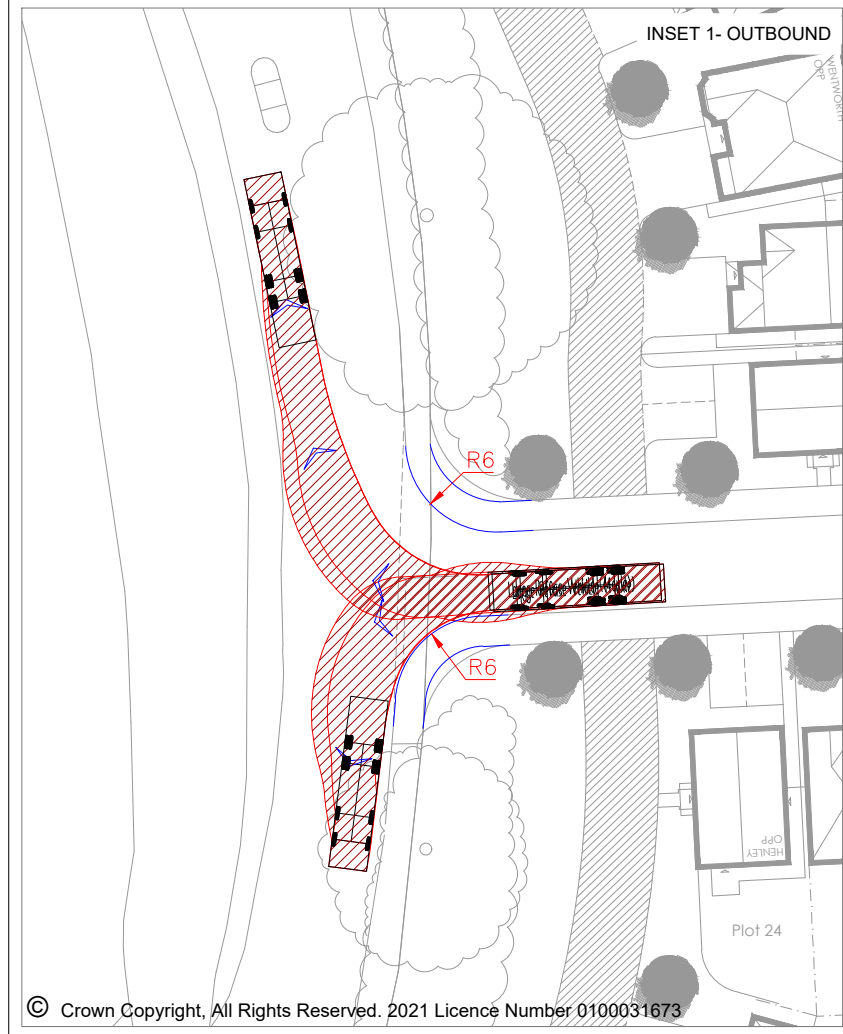 INSET 1- OUTBOUND
WENTWORTH
OPP
R6
R6
HENLEY
OPP
Plot 24
© Crown Copyright, All Rights Reserved. 2021 Licence Number 0100031673